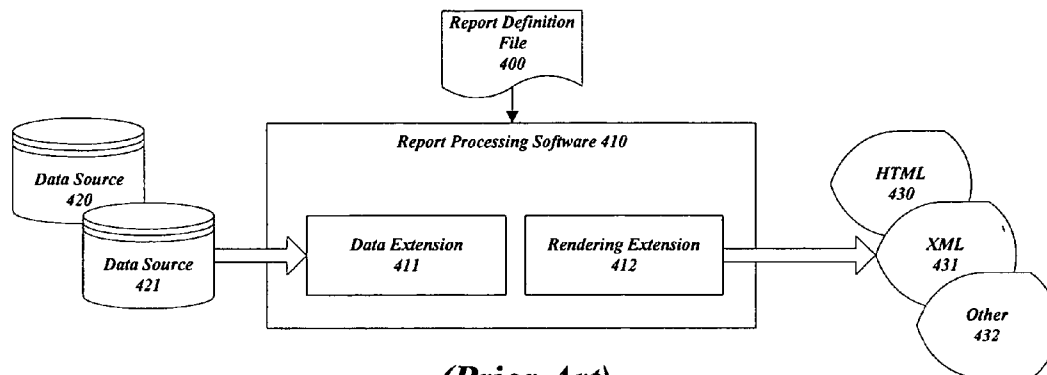 Report Definition
File
400
Report Processing Software 410
Data Source
420
Data Source
421
Data Extension
411
Rendering Extension
412
HTML
430
XML
431
Other
432
(Prior Art)